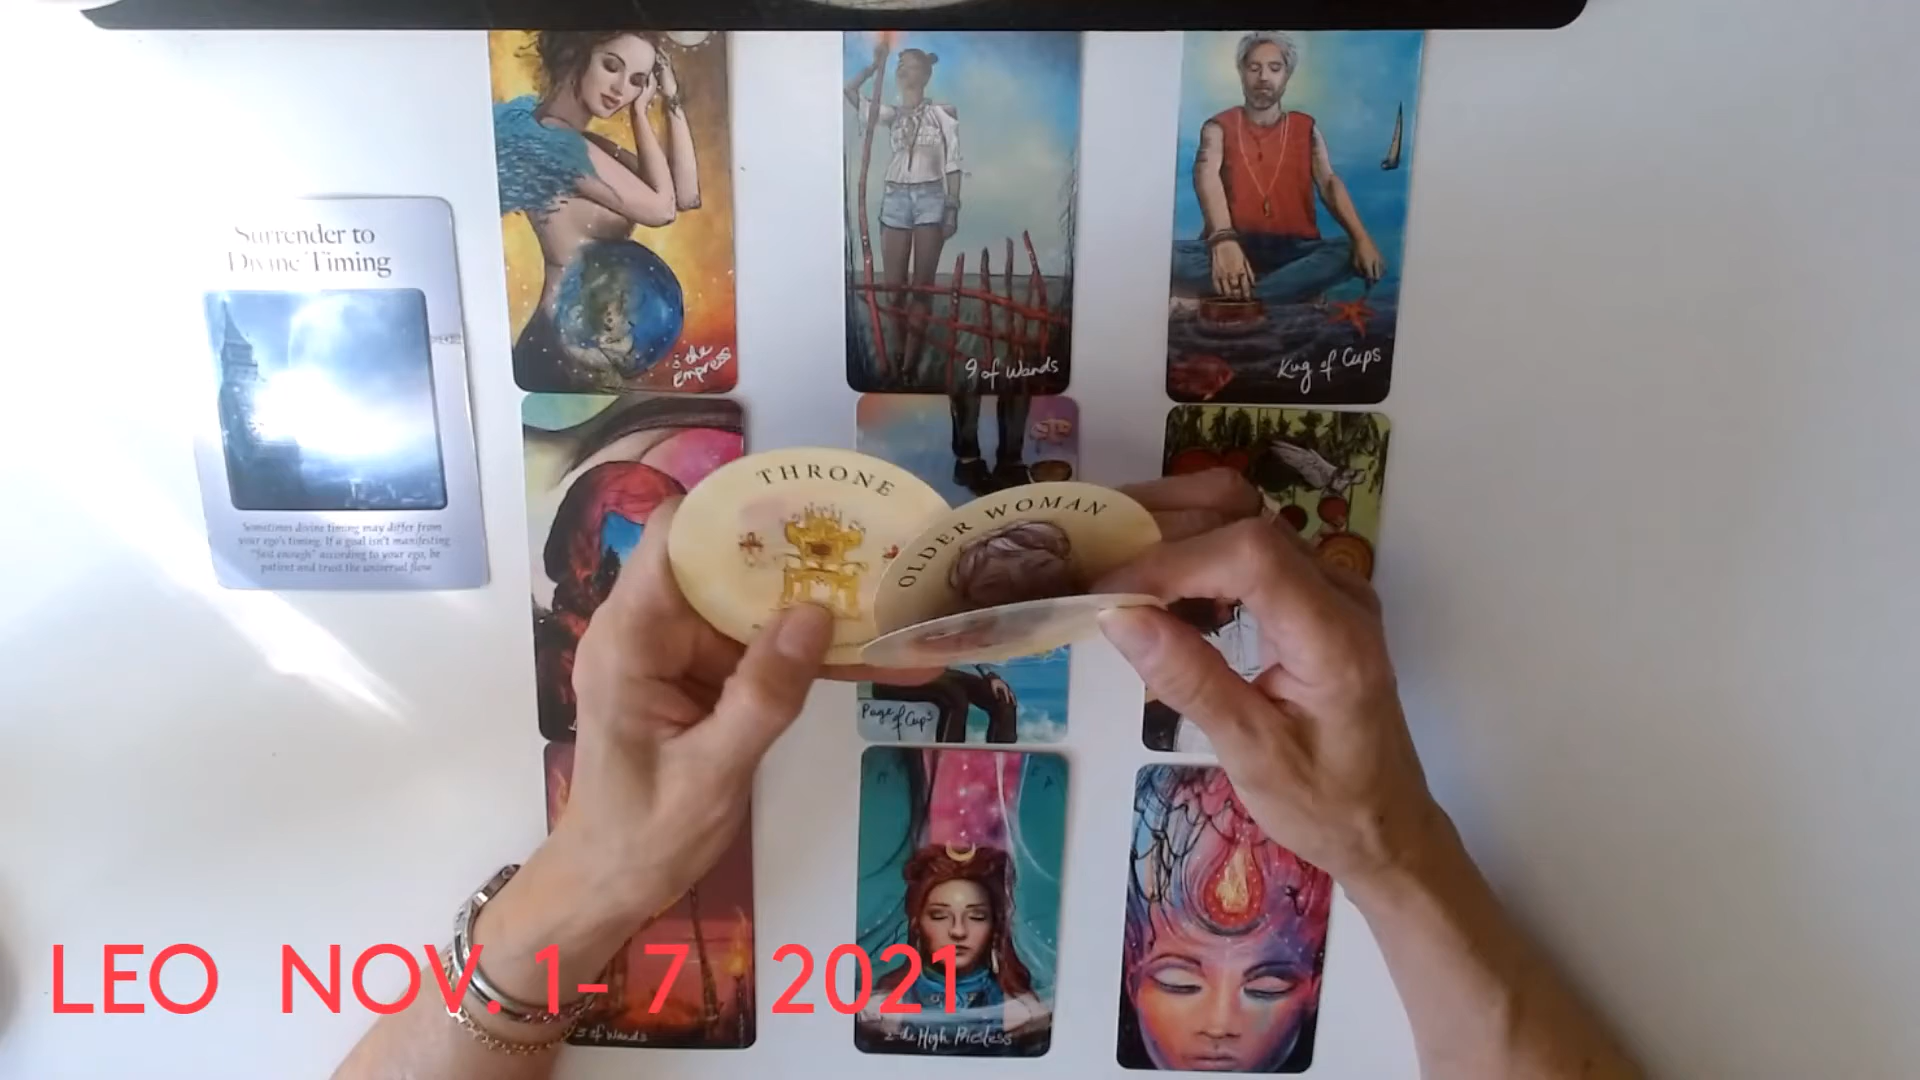 Surrender to
Divine Timing
Sometimes divine timing may differ from
your ego's timing. If a goal isn't manifesting
"fast enough" according to your ego, be
patient and trust the universal flow
3 the
Empress
9 of Wands
King of Cups
THRONE
OLDER WOMAN
Page of Cups
3 of Wands
2 the High Priestess
LEO NOV. 1- 7 2021